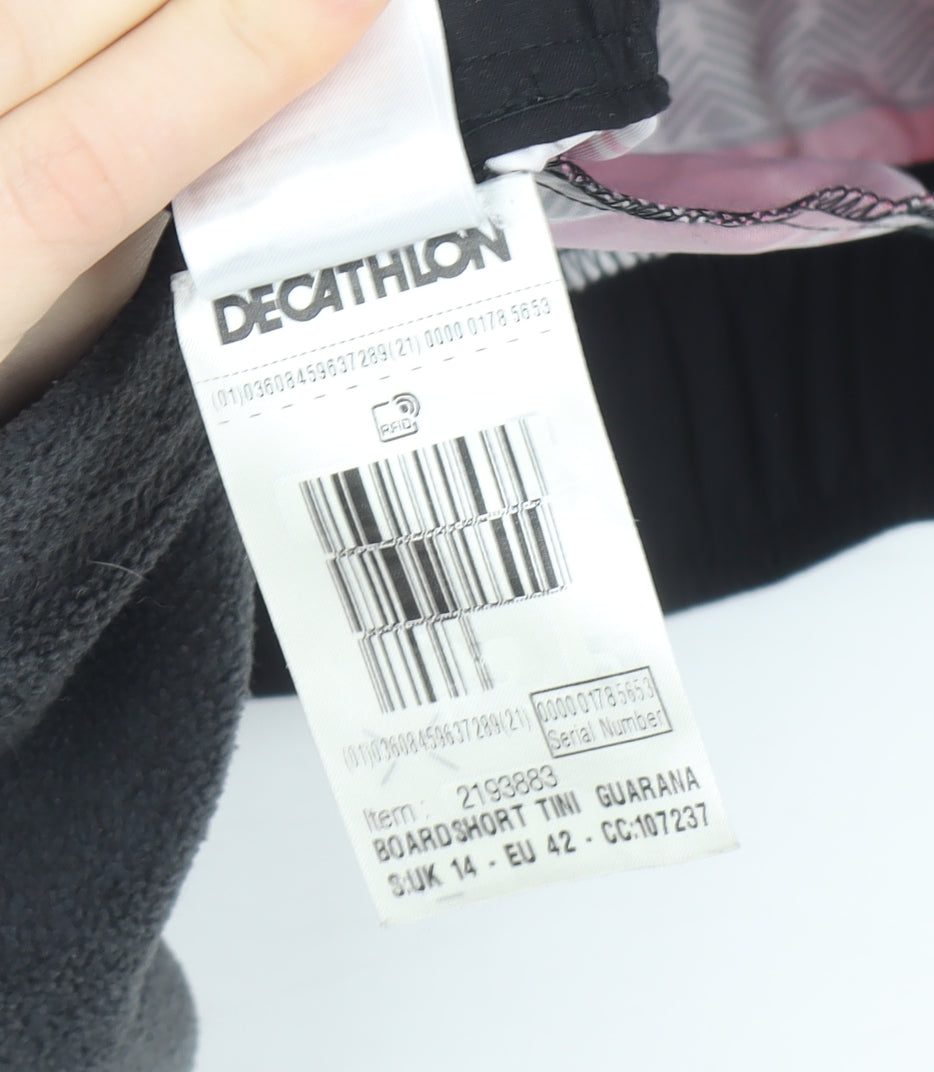 DECATHLON
(01)03608459637289(21) 0000 0178 5653
RFID
(01)03608459637289(21)
0000 0178 5653
Serial Number
Item : 2193883
BOARDSHORT TINI GUARANA
S:UK 14 - EU 42 - CC:107237